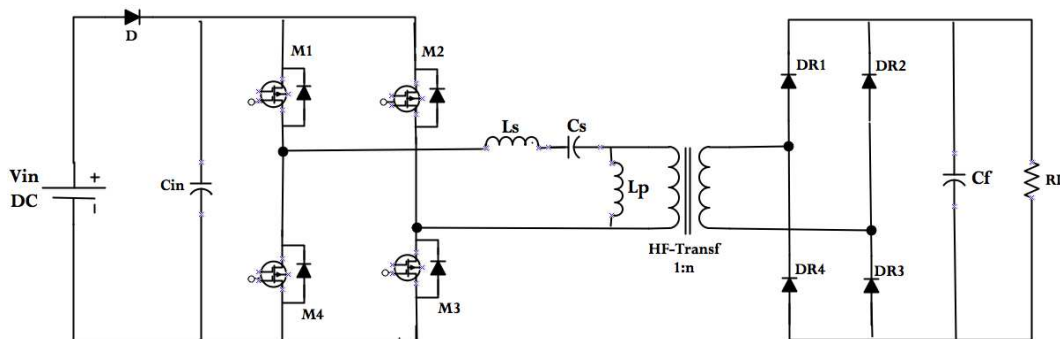 D
M1
M2
DR1
DR2
Ls
Cs
Vin
DC
+
-
Cin
Lp
Cf
Rl
HF-Transf
1:n
DR4
DR3
M4
M3